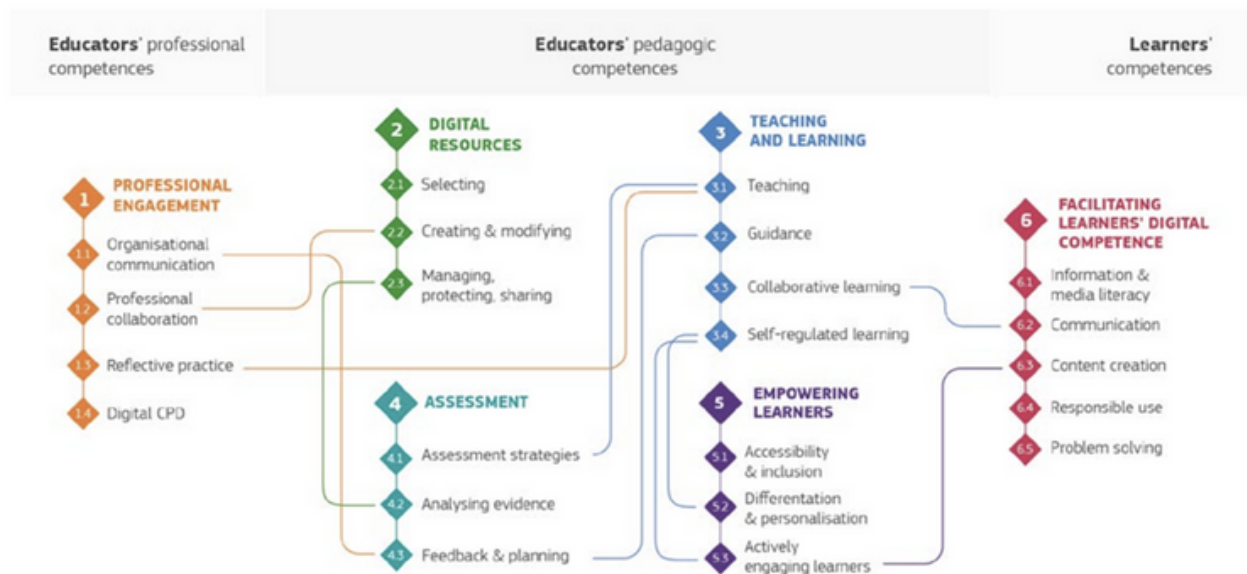 Educators' professional
competences
Educators' pedagogic
competences
Learners'
competences
1
PROFESSIONAL
ENGAGEMENT
1.1
Organisational
communication
1.2
Professional
collaboration
1.3
Reflective practice
1.4
Digital CPD
2
DIGITAL
RESOURCES
2.1
Selecting
2.2
Creating & modifying
2.3
Managing,
protecting, sharing
3
TEACHING
AND LEARNING
3.1
Teaching
3.2
Guidance
3.3
Collaborative learning
3.4
Self-regulated learning
4
ASSESSMENT
4.1
Assessment strategies
4.2
Analysing evidence
4.3
Feedback & planning
5
EMPOWERING
LEARNERS
5.1
Accessibility
& inclusion
5.2
Differentation
& personalisation
5.3
Actively
engaging learners
6
FACILITATING
LEARNERS' DIGITAL
COMPETENCE
6.1
Information &
media literacy
6.2
Communication
6.3
Content creation
6.4
Responsible use
6.5
Problem solving